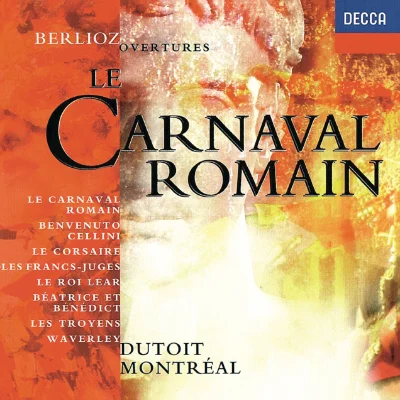 DECCA
BERLIOZ OVERTURES
LE
CARNAVAL
ROMAIN
LE CARNAVAL
ROMAIN
BENVENUTO
CELLINI
LE CORSAIRE
LES FRANCS-JUGES
LE ROI LEAR
BÉATRICE ET
BÉNÉDICT
LES TROYENS
WAVERLEY
DUTOIT
MONTRÉAL